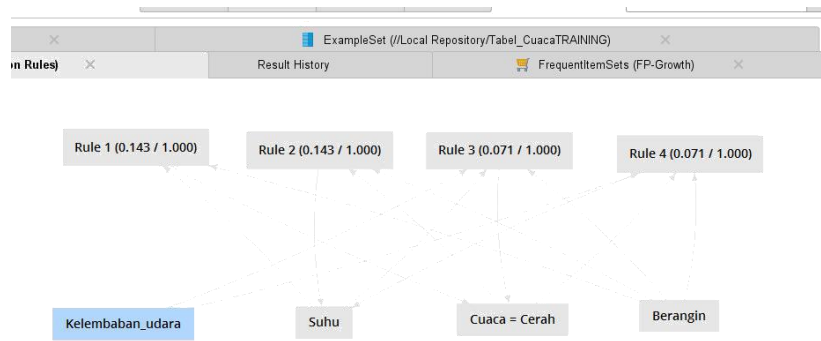 ExampleSet (//Local Repository/Tabel_CuacaTRAINING)
on Rules)
Result History
FrequentItemSets (FP-Growth)
Rule 1 (0.143 / 1.000)
Rule 2 (0.143 / 1.000)
Rule 3 (0.071 / 1.000)
Rule 4 (0.071 / 1.000)
Kelembaban_udara
Suhu
Cuaca = Cerah
Berangin